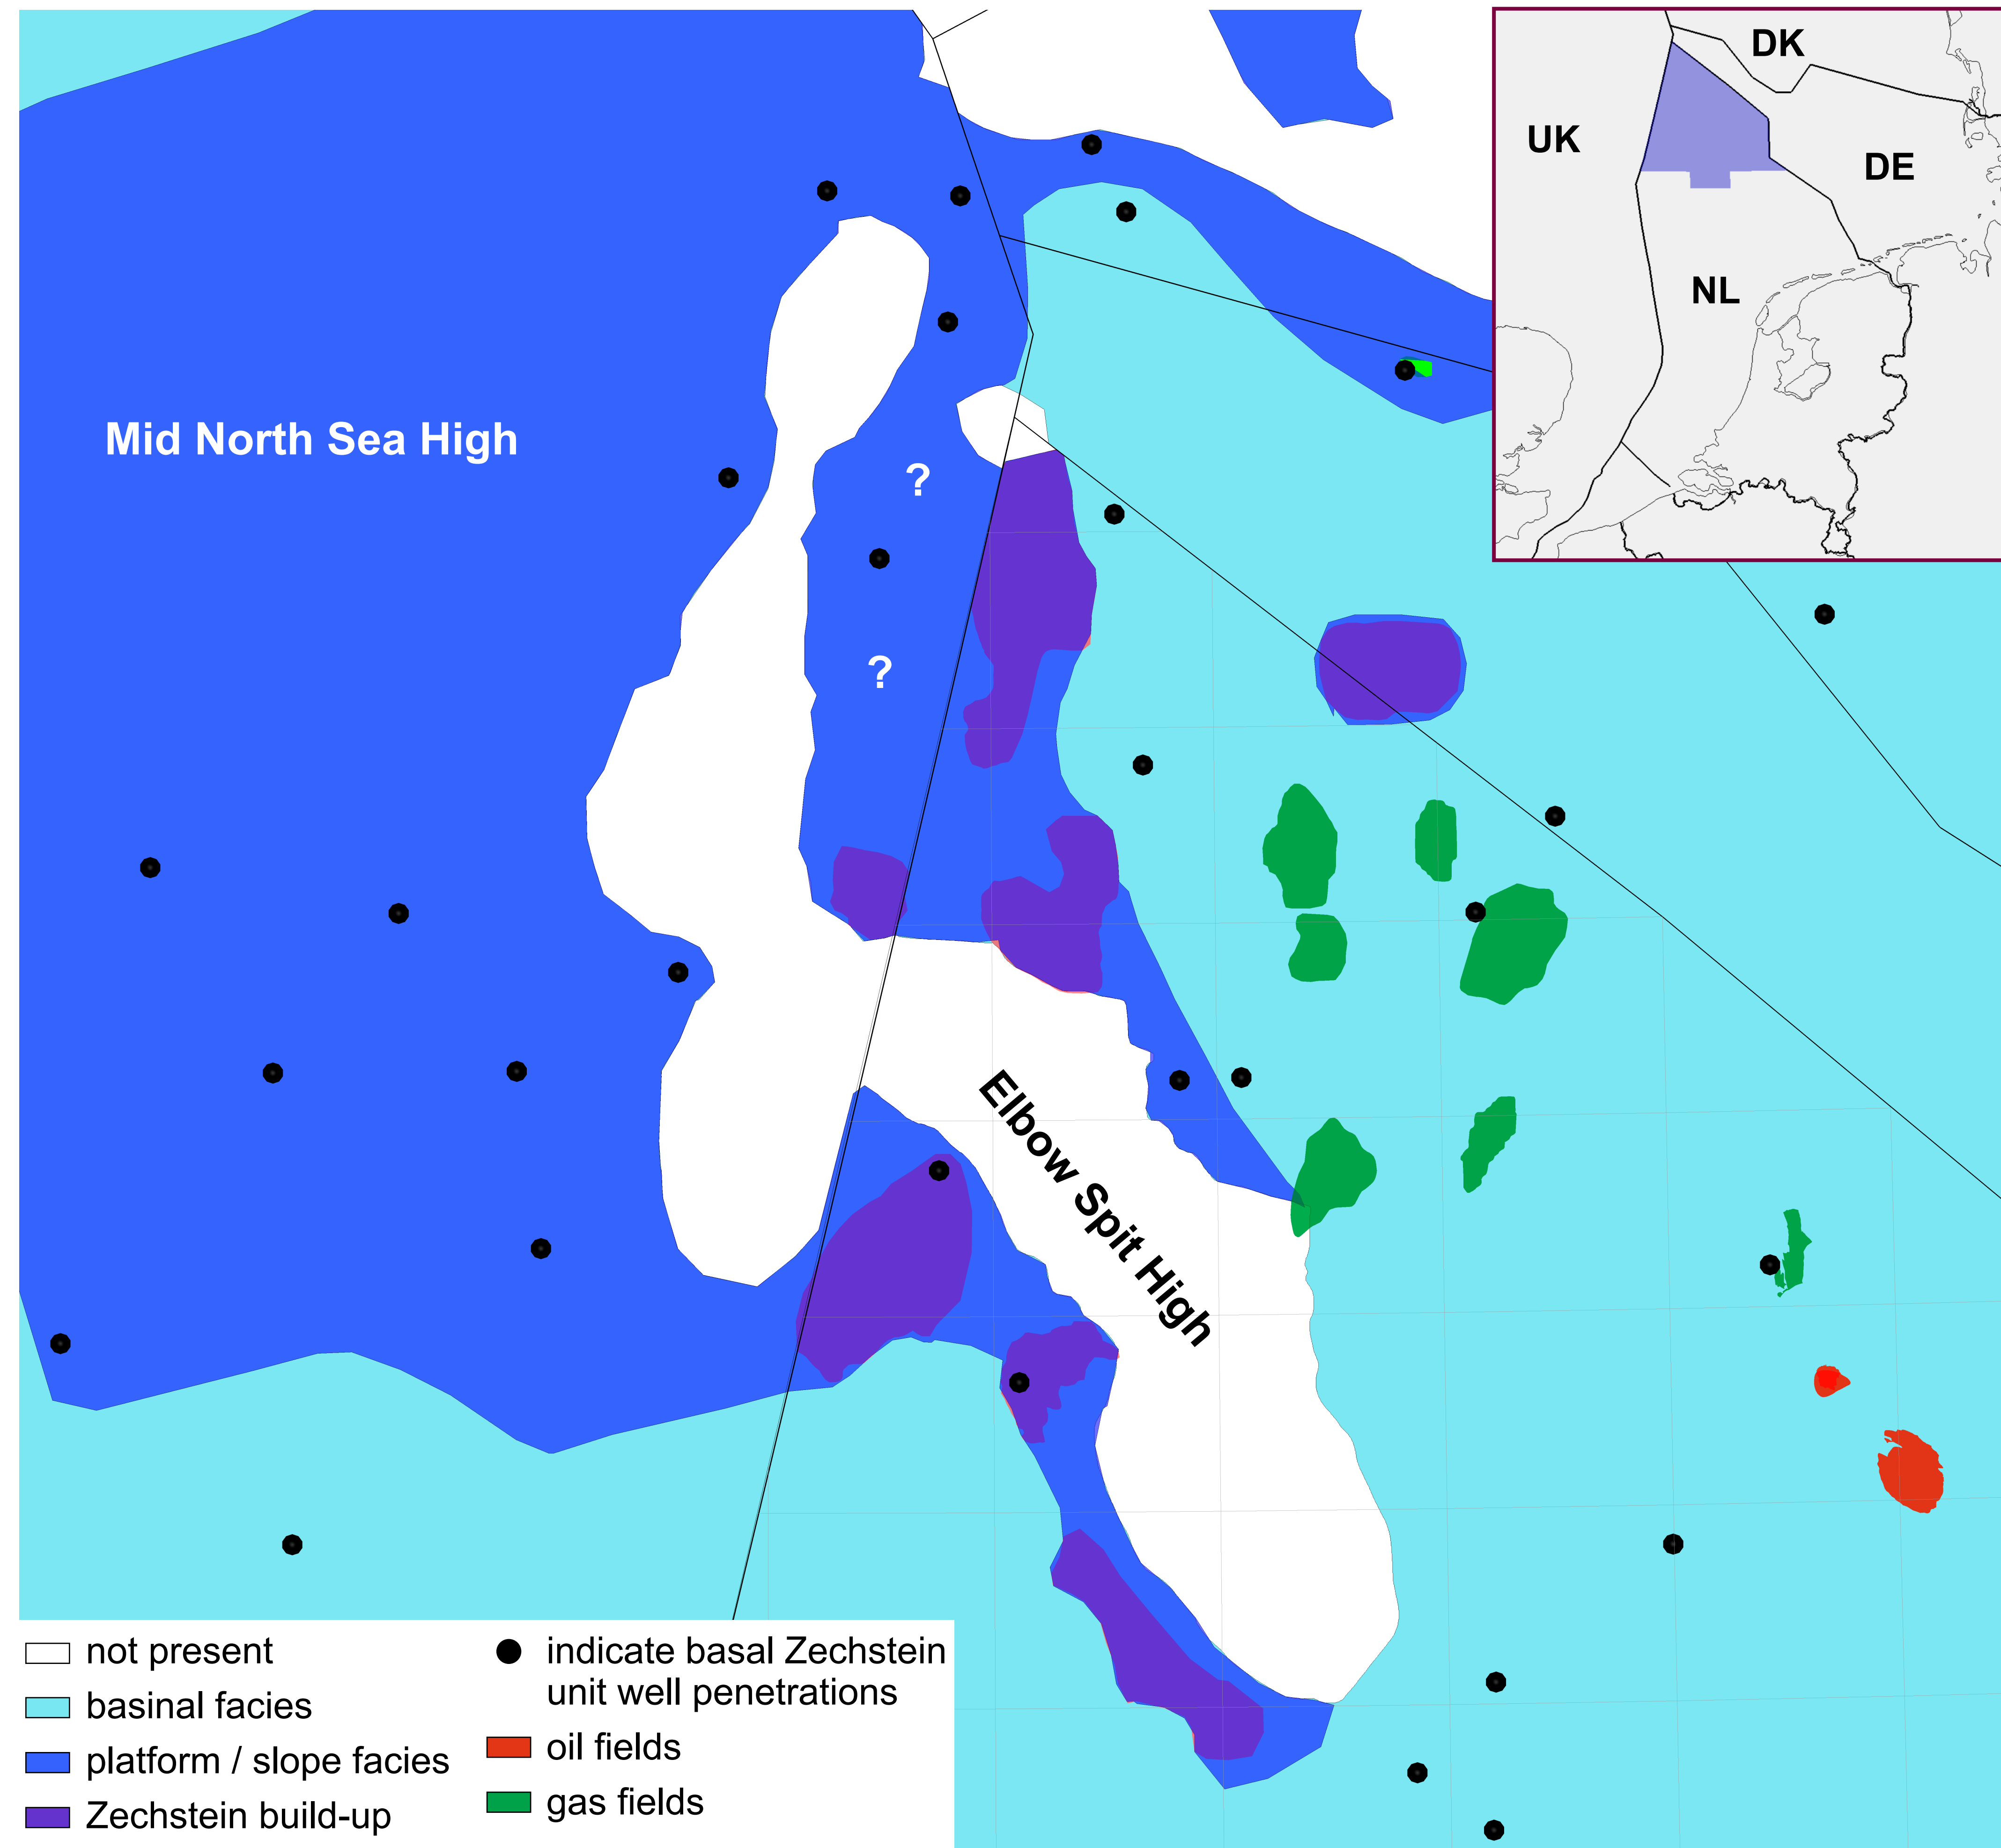 DK
UK
DE
NL
Mid North Sea High
?
?
Elbow Spit High
not present
basinal facies
platform / slope facies
Zechstein build-up
indicate basal Zechstein
unit well penetrations
oil fields
gas fields